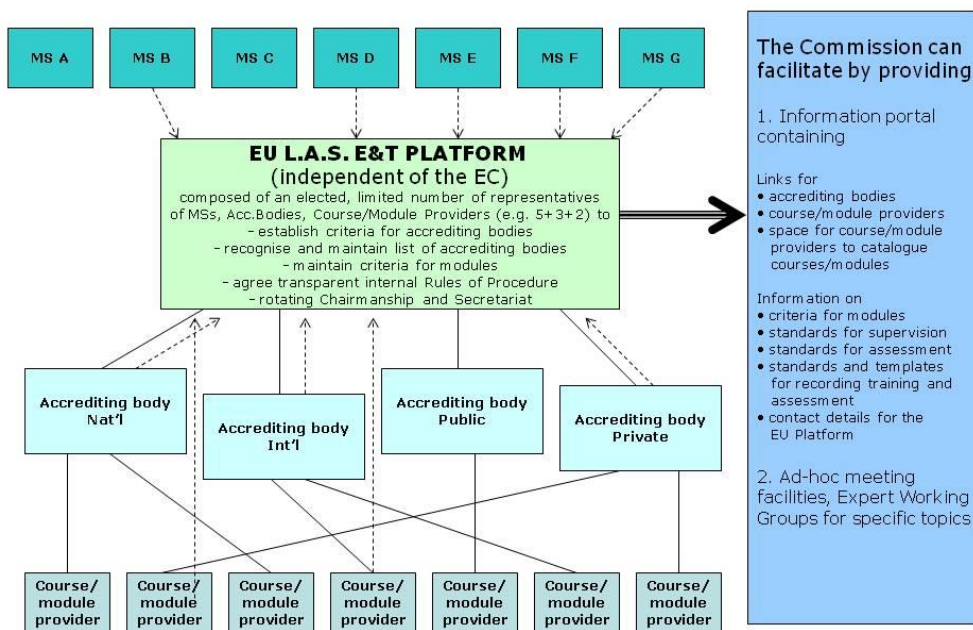 MS A
MS B
MS C
MS D
MS E
MS F
MS G
EU L.A.S. E&T PLATFORM
(independent of the EC)
composed of an elected, limited number of representatives
of MSs, Acc.Bodies, Course/Module Providers (e.g. 5+3+2) to
– establish criteria for accrediting bodies
– recognise and maintain list of accrediting bodies
– maintain criteria for modules
– agree transparent internal Rules of Procedure
– rotating Chairmanship and Secretariat
Accrediting body
Nat'l
Accrediting body
Int'l
Accrediting body
Public
Accrediting body
Private
Course/
module
provider
Course/
module
provider
Course/
module
provider
Course/
module
provider
Course/
module
provider
Course/
module
provider
Course/
module
provider
The Commission can
facilitate by providing
1. Information portal
containing
Links for
• accrediting bodies
• course/module providers
• space for course/module
providers to catalogue
courses/modules
Information on
• criteria for modules
• standards for supervision
• standards for assessment
• standards and templates
for recording training and
assessment
• contact details for the
EU Platform
2. Ad-hoc meeting
facilities, Expert Working
Groups for specific topics